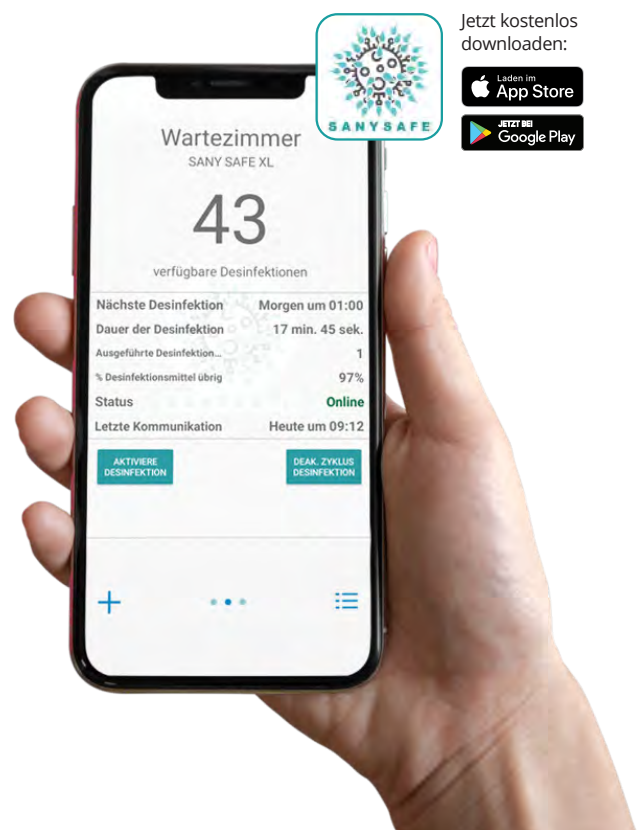 Jetzt kostenlos
downloaden:
Laden im
App Store
JETZT BEI
Google Play
SANYSAFE
Wartezimmer
SANY SAFE XL
43
verfügbare Desinfektionen
Nächste Desinfektion Morgen um 01:00
Dauer der Desinfektion 17 min. 45 sek.
Ausgeführte Desinfektion... 1
% Desinfektionsmittel übrig 97%
Status Online
Letzte Kommunikation Heute um 09:12
AKTIVIERE
DESINFEKTION
DEAK. ZYKLUS
DESINFEKTION